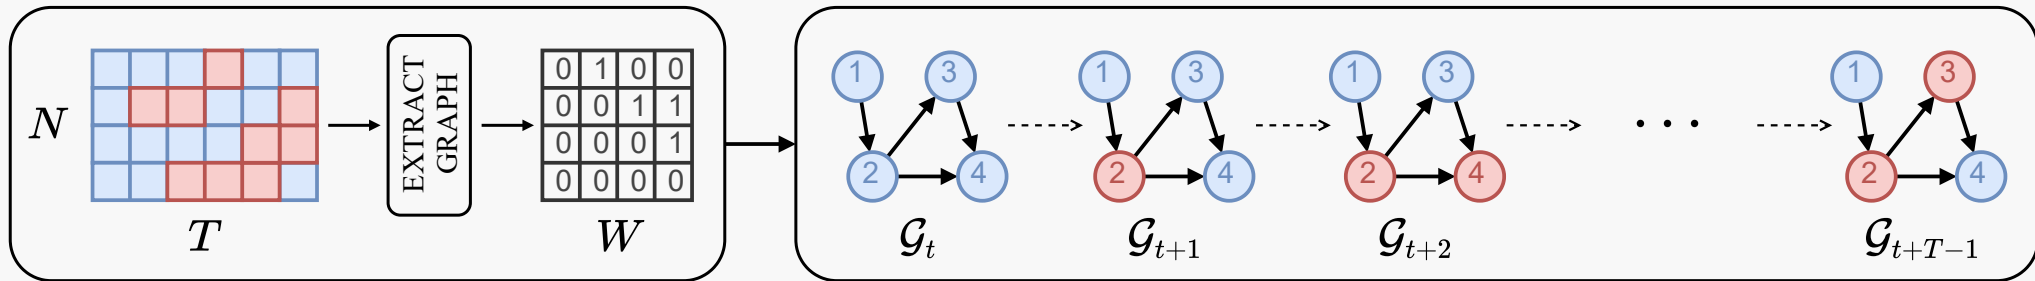 N
T
EXTRACT
GRAPH
0 1 0 0
0 0 1 1
0 0 0 1
0 0 0 0
W
1 3
2 4
𝒢t
1 3
2 4
𝒢t+1
1 3
2 4
𝒢t+2
· · ·
1 3
2 4
𝒢t+T−1